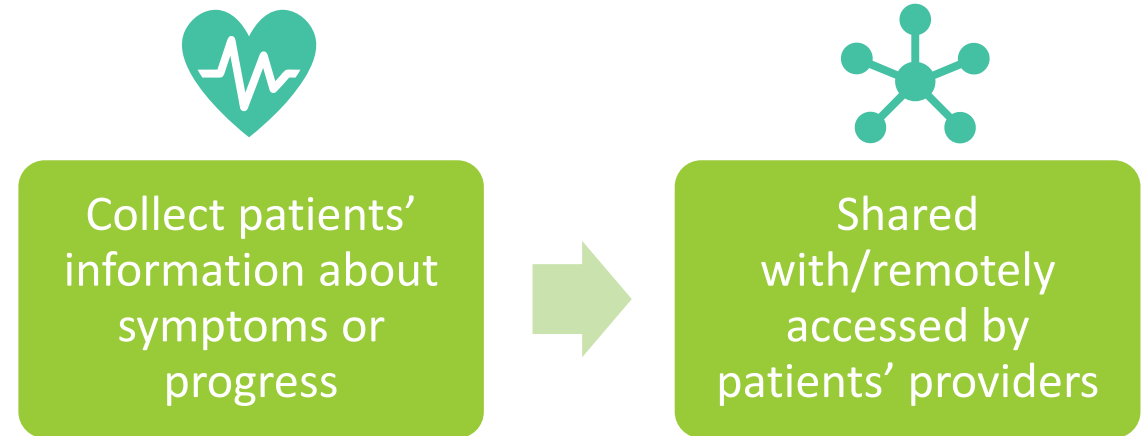 Collect patients’
information about
symptoms or
progress
Shared
with/remotely
accessed by
patients’ providers